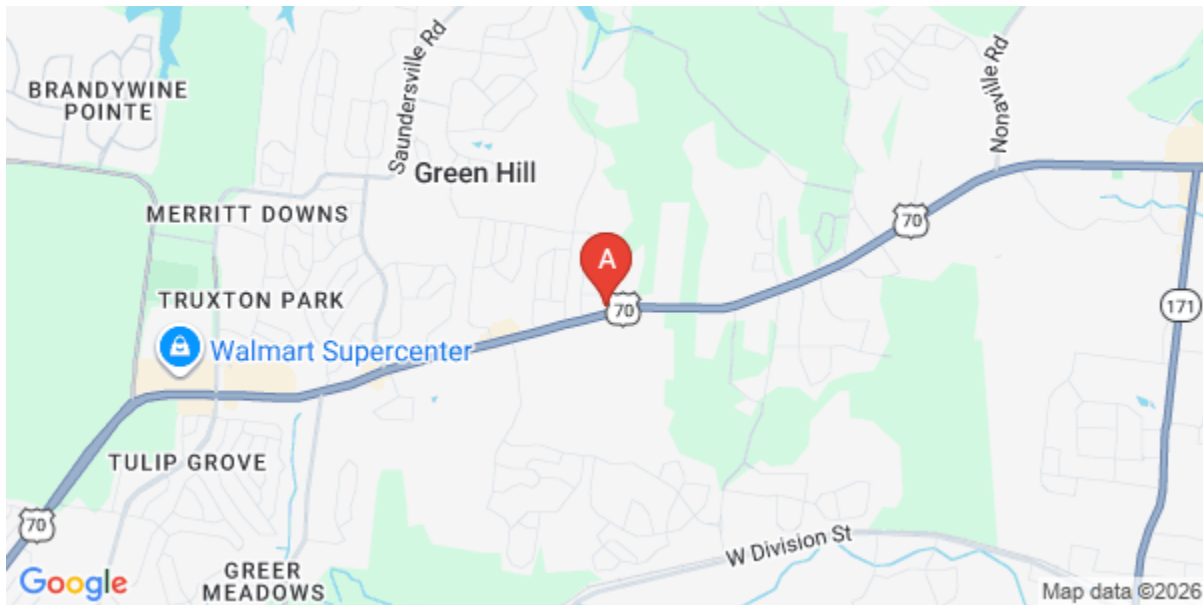 Saundersville Rd
Nonaville Rd
BRANDYWINE
POINTE
Green Hill
MERRITT DOWNS
70
A
TRUXTON PARK
70
171
Walmart Supercenter
TULIP GROVE
70
W Division St
GREER
MEADOWS
Google
Map data ©2026